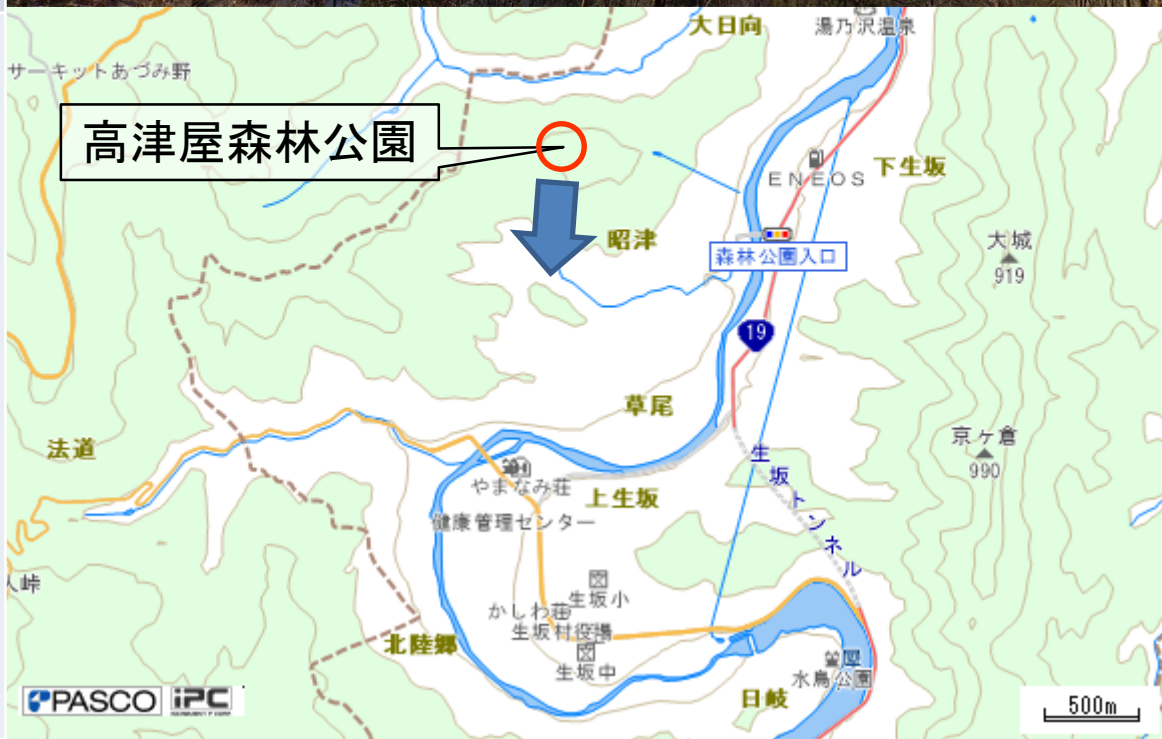 大日向
湯乃沢温泉
サーキットあづみ野
高津屋森林公園
ENEOS
下生坂
昭津
森林公園入口
大城
919
19
草尾
法道
京ヶ倉
990
生坂トンネル
やまなみ荘
上生坂
健康管理センター
峠
生坂小
かしわ荘
生坂村役場
北陸郷
生坂中
水鳥公園
日岐
PASCO
iPC
500m